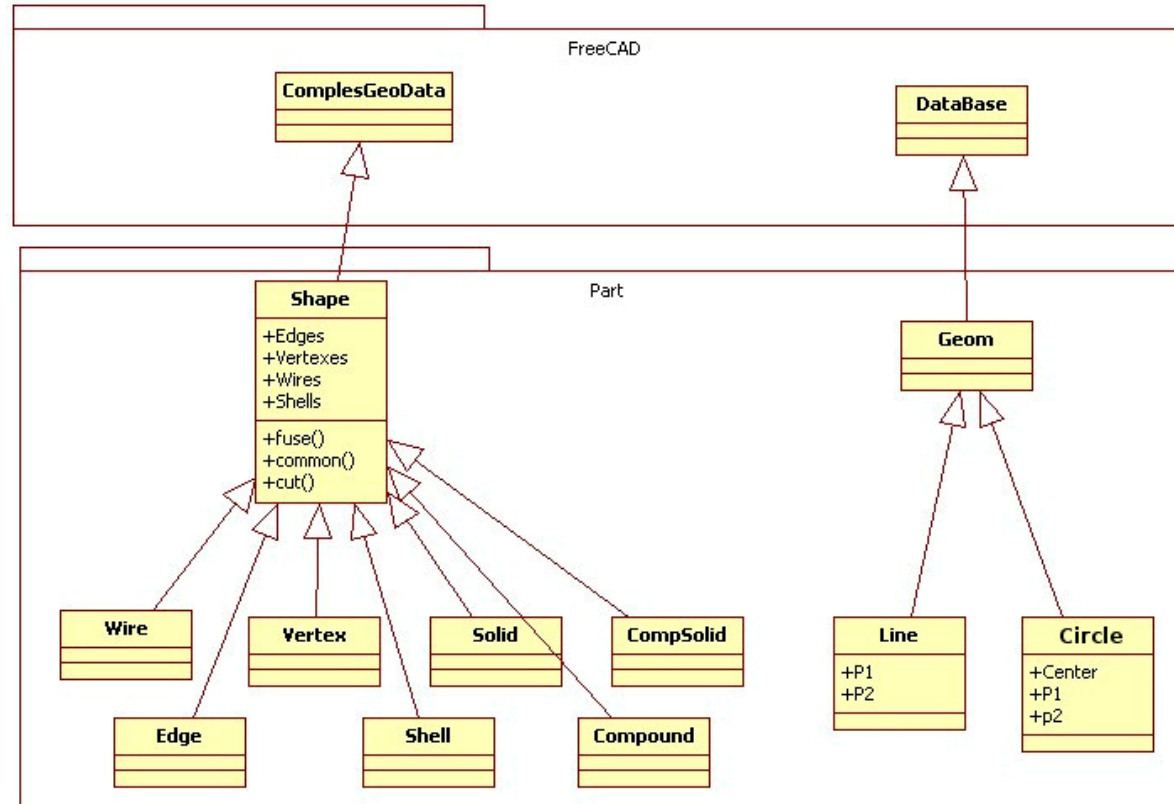 FreeCAD
ComplesGeoData
DataBase
Part
Shape
+Edges
+Vertexes
+Wires
+Shells
+fuse()
+common()
+cut()
Geom
Wire
Vertex
Solid
CompSolid
Line
+P1
+P2
Circle
+Center
+P1
+p2
Edge
Shell
Compound